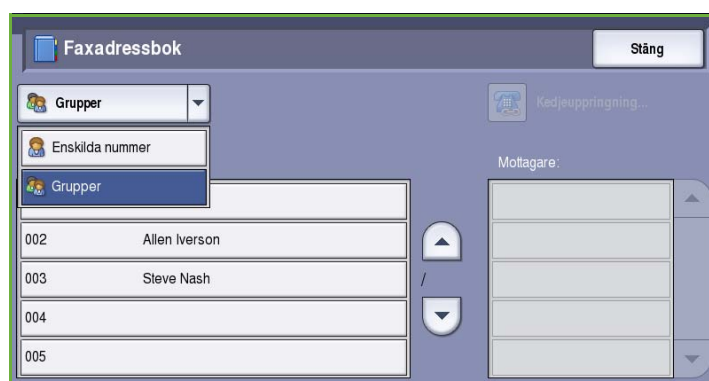 Faxadressbok
Stäng
Grupper
Kedjeuppringning...
Enskilda nummer
Mottagare:
Grupper
002 Allen Iverson
003 Steve Nash
/
004
005